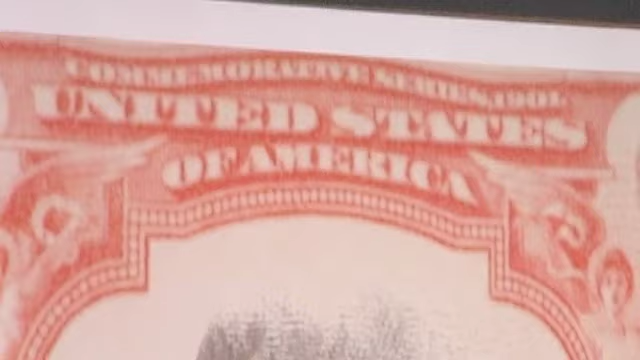 COMMEMORATIVE SERIES, 1901.
UNITED STATES
OF AMERICA